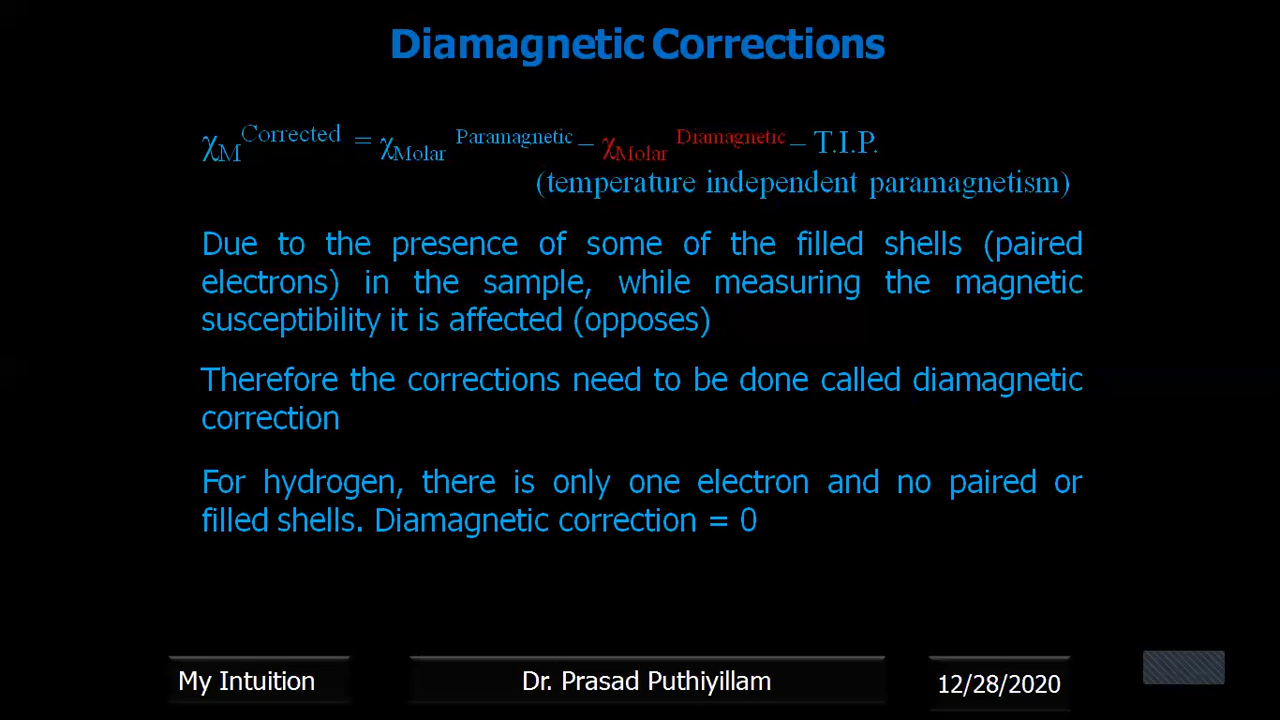 Diamagnetic Corrections
χM Corrected = χMolar Paramagnetic – χMolar Diamagnetic – T.I.P.
(temperature independent paramagnetism)
Due to the presence of some of the filled shells (paired
electrons) in the sample, while measuring the magnetic
susceptibility it is affected (opposes)
Therefore the corrections need to be done called diamagnetic
correction
For hydrogen, there is only one electron and no paired or
filled shells. Diamagnetic correction = 0
My Intuition
Dr. Prasad Puthiyillam
12/28/2020